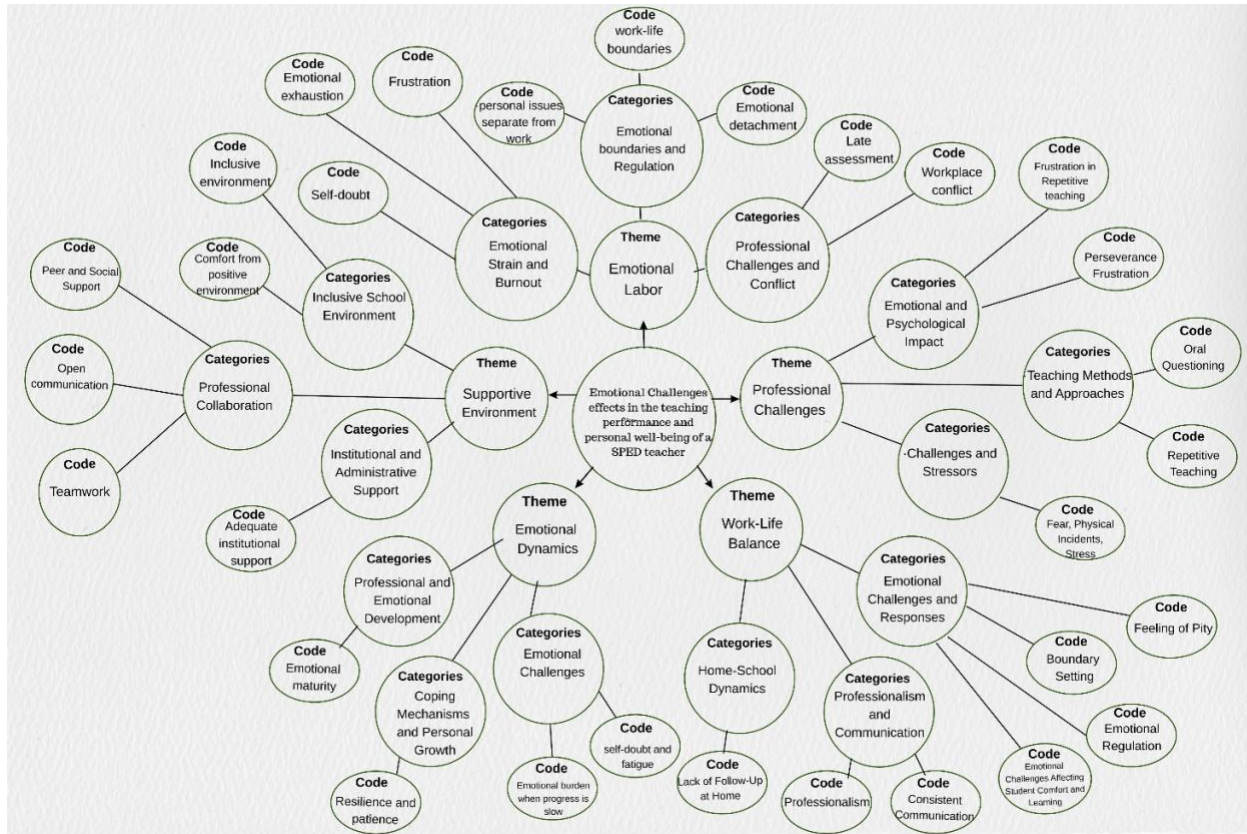 Code
work-life
boundaries
Code
Frustration
Code
Emotional
exhaustion
Code
-personal issues
separate from
work
Categories
Emotional
boundaries and
Regulation
Code
Emotional
detachment
Code
Late
assessment
Code
Workplace
conflict
Code
Frustration in
Repetitive
teaching
Code
Inclusive
environment
Code
Self-doubt
Categories
Emotional
Strain and
Burnout
Theme
Emotional
Labor
Categories
Professional
Challenges and
Conflict
Code
Perseverance
Frustration
Code
Peer and Social
Support
Code
Comfort from
positive
environment
Categories
Inclusive School
Environment
Categories
Emotional and
Psychological
Impact
Code
Oral
Questioning
Code
Open
communication
Categories
Professional
Collaboration
Theme
Supportive
Environment
Emotional Challenges
effects in the teaching
performance and
personal well-being of a
SPED teacher
Theme
Professional
Challenges
Categories
-Teaching Methods
and Approaches
Code
Repetitive
Teaching
Code
Teamwork
Categories
Institutional and
Administrative
Support
Categories
-Challenges and
Stressors
Code
Adequate
institutional
support
Theme
Emotional
Dynamics
Theme
Work-Life
Balance
Code
Fear, Physical
Incidents,
Stress
Categories
Professional and
Emotional
Development
Categories
Emotional
Challenges and
Responses
Code
Feeling of Pity
Code
Emotional
maturity
Categories
Coping
Mechanisms
and Personal
Growth
Categories
Emotional
Challenges
Categories
Home-School
Dynamics
Categories
Professionalism
and
Communication
Code
Boundary
Setting
Code
Emotional
Regulation
Code
Resilience and
patience
Code
Emotional burden
when progress is
slow
Code
self-doubt and
fatigue
Code
Lack of Follow-Up
at Home
Code
Professionalism
Code
Consistent
Communication
Code
Emotional
Challenges Affecting
Student Comfort and
Learning